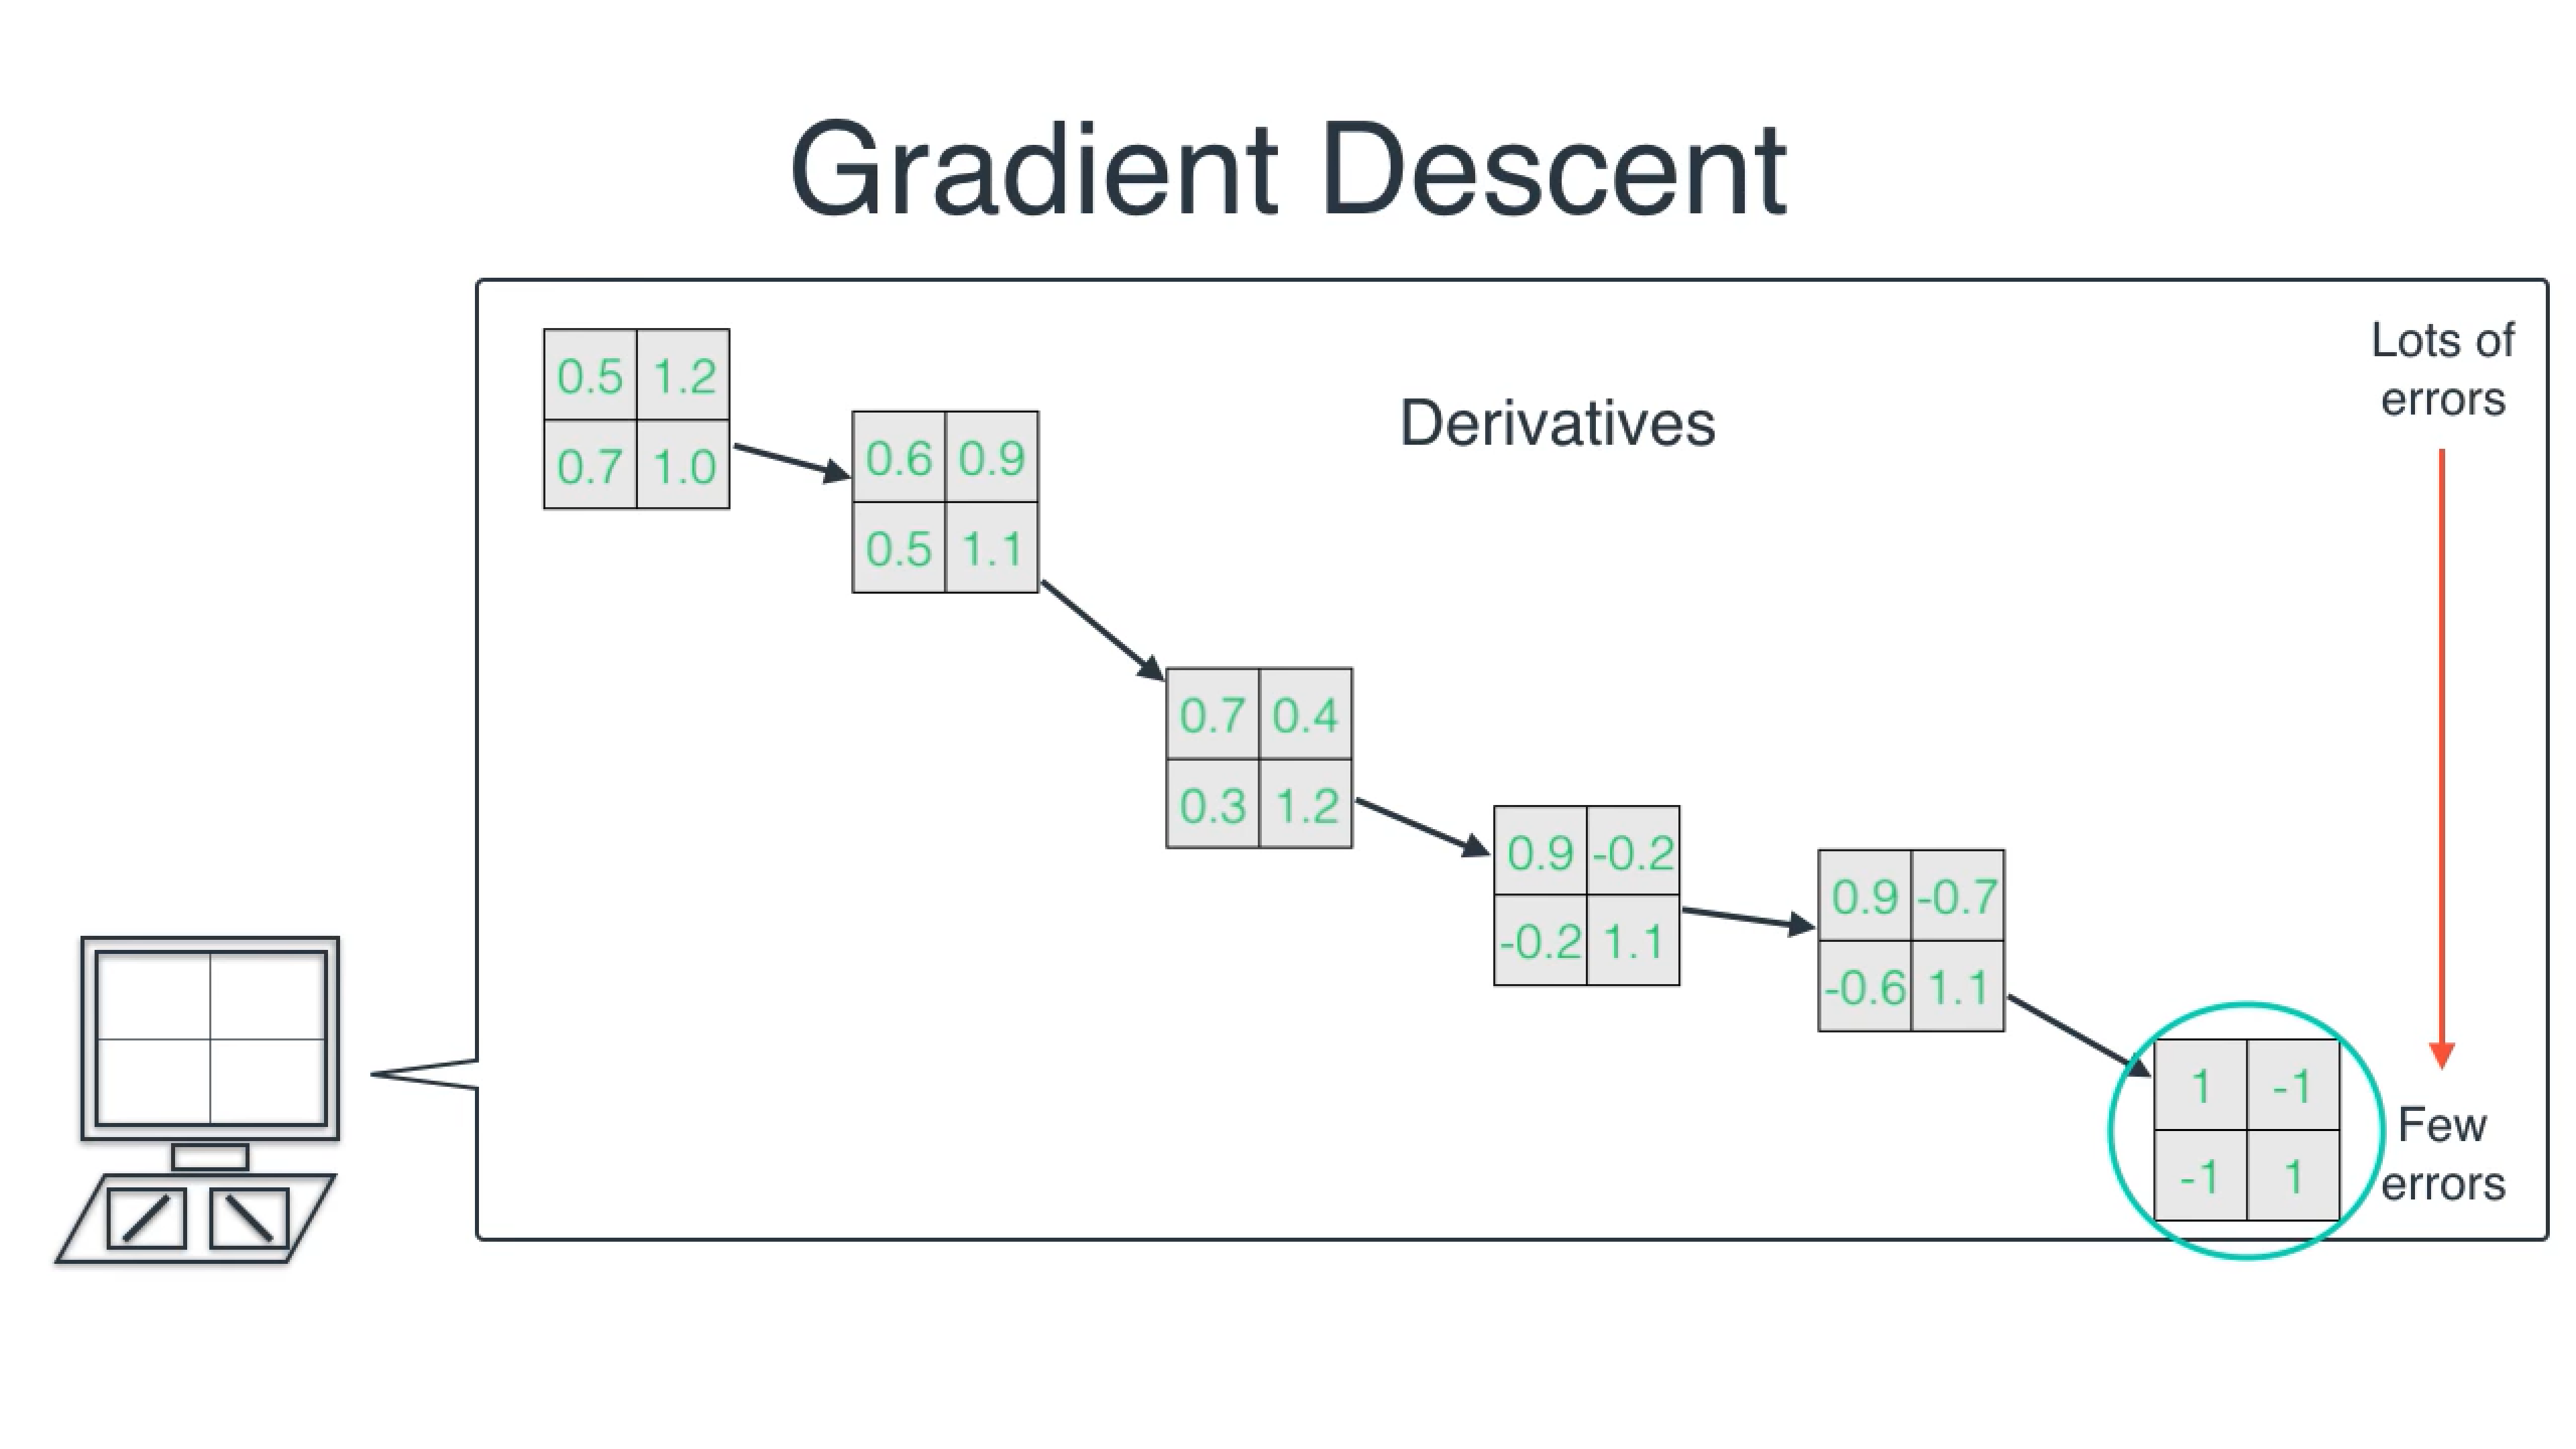 Gradient Descent
Lots of
errors
Derivatives
0.5 1.2
0.7 1.0
0.6 0.9
0.5 1.1
0.7 0.4
0.3 1.2
0.9 -0.2
-0.2 1.1
0.9 -0.7
-0.6 1.1
1 -1
-1 1
Few
errors